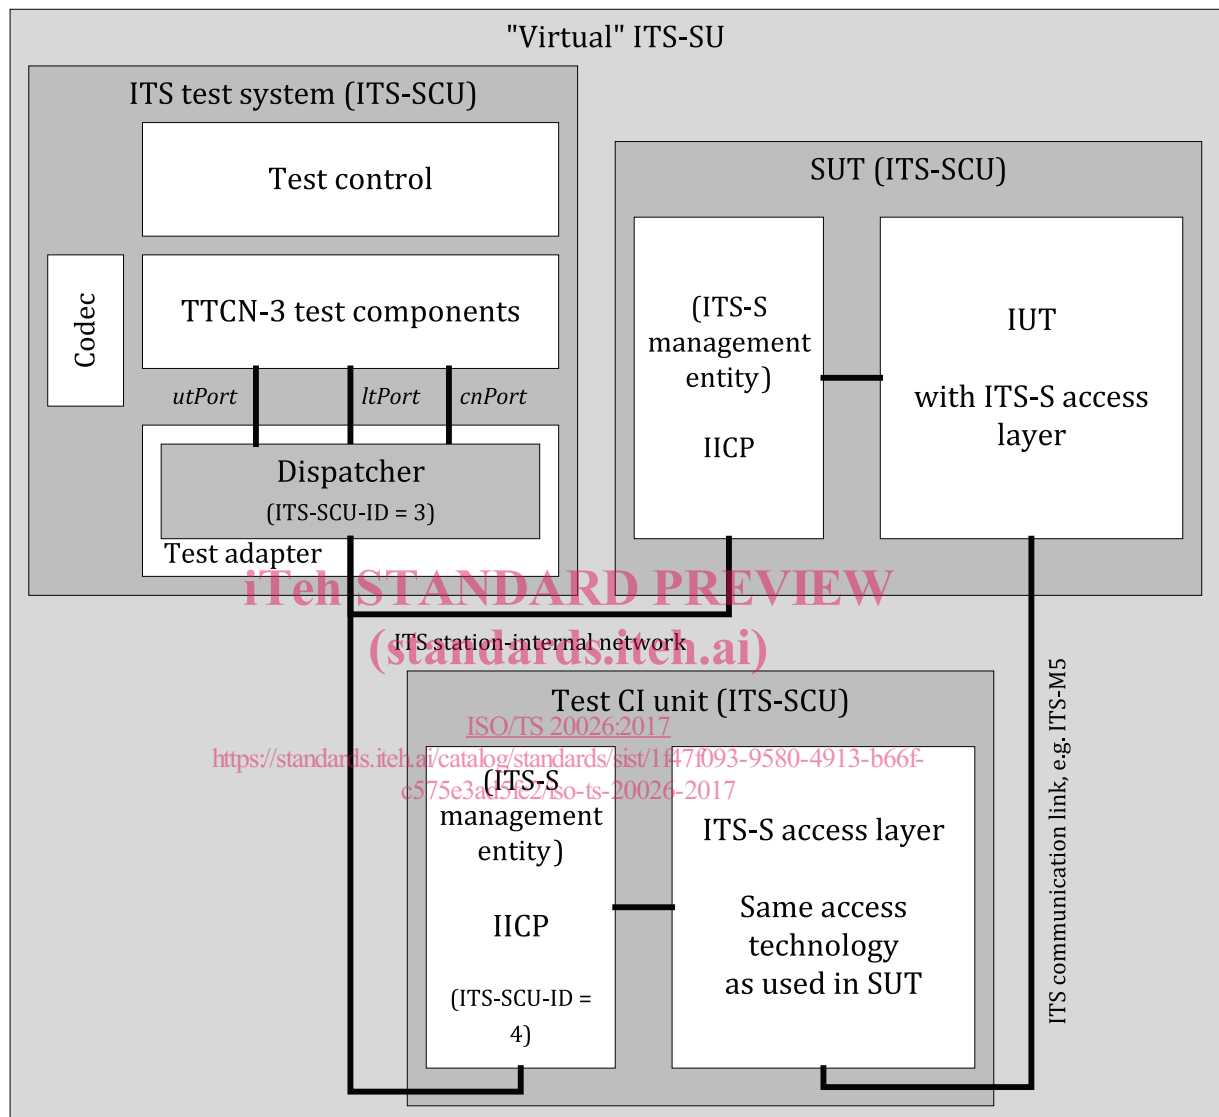 "Virtual" ITS-SU
ITS test system (ITS-SCU)
Test control
Codec
TTCN-3 test components
utPort
ltPort
cnPort
Dispatcher
(ITS-SCU-ID = 3)
Test adapter
SUT (ITS-SCU)
(ITS-S
management
entity)
IICP
IUT
with ITS-S access
layer
iTeh STANDARD PREVIEW
ITS station-internal network
(standards.iteh.ai)
Test CI unit (ITS-SCU)
ISO/TS 20026:2017
https://standards.iteh.ai/catalog/standards/sist/1f47f093-9580-4913-b66f-
c575e3ad5fe2/iso-ts-20026-2017
(ITS-S
management
entity)
IICP
(ITS-SCU-ID =
4)
ITS-S access layer
Same access
technology
as used in SUT
ITS communication link, e.g. ITS-M5